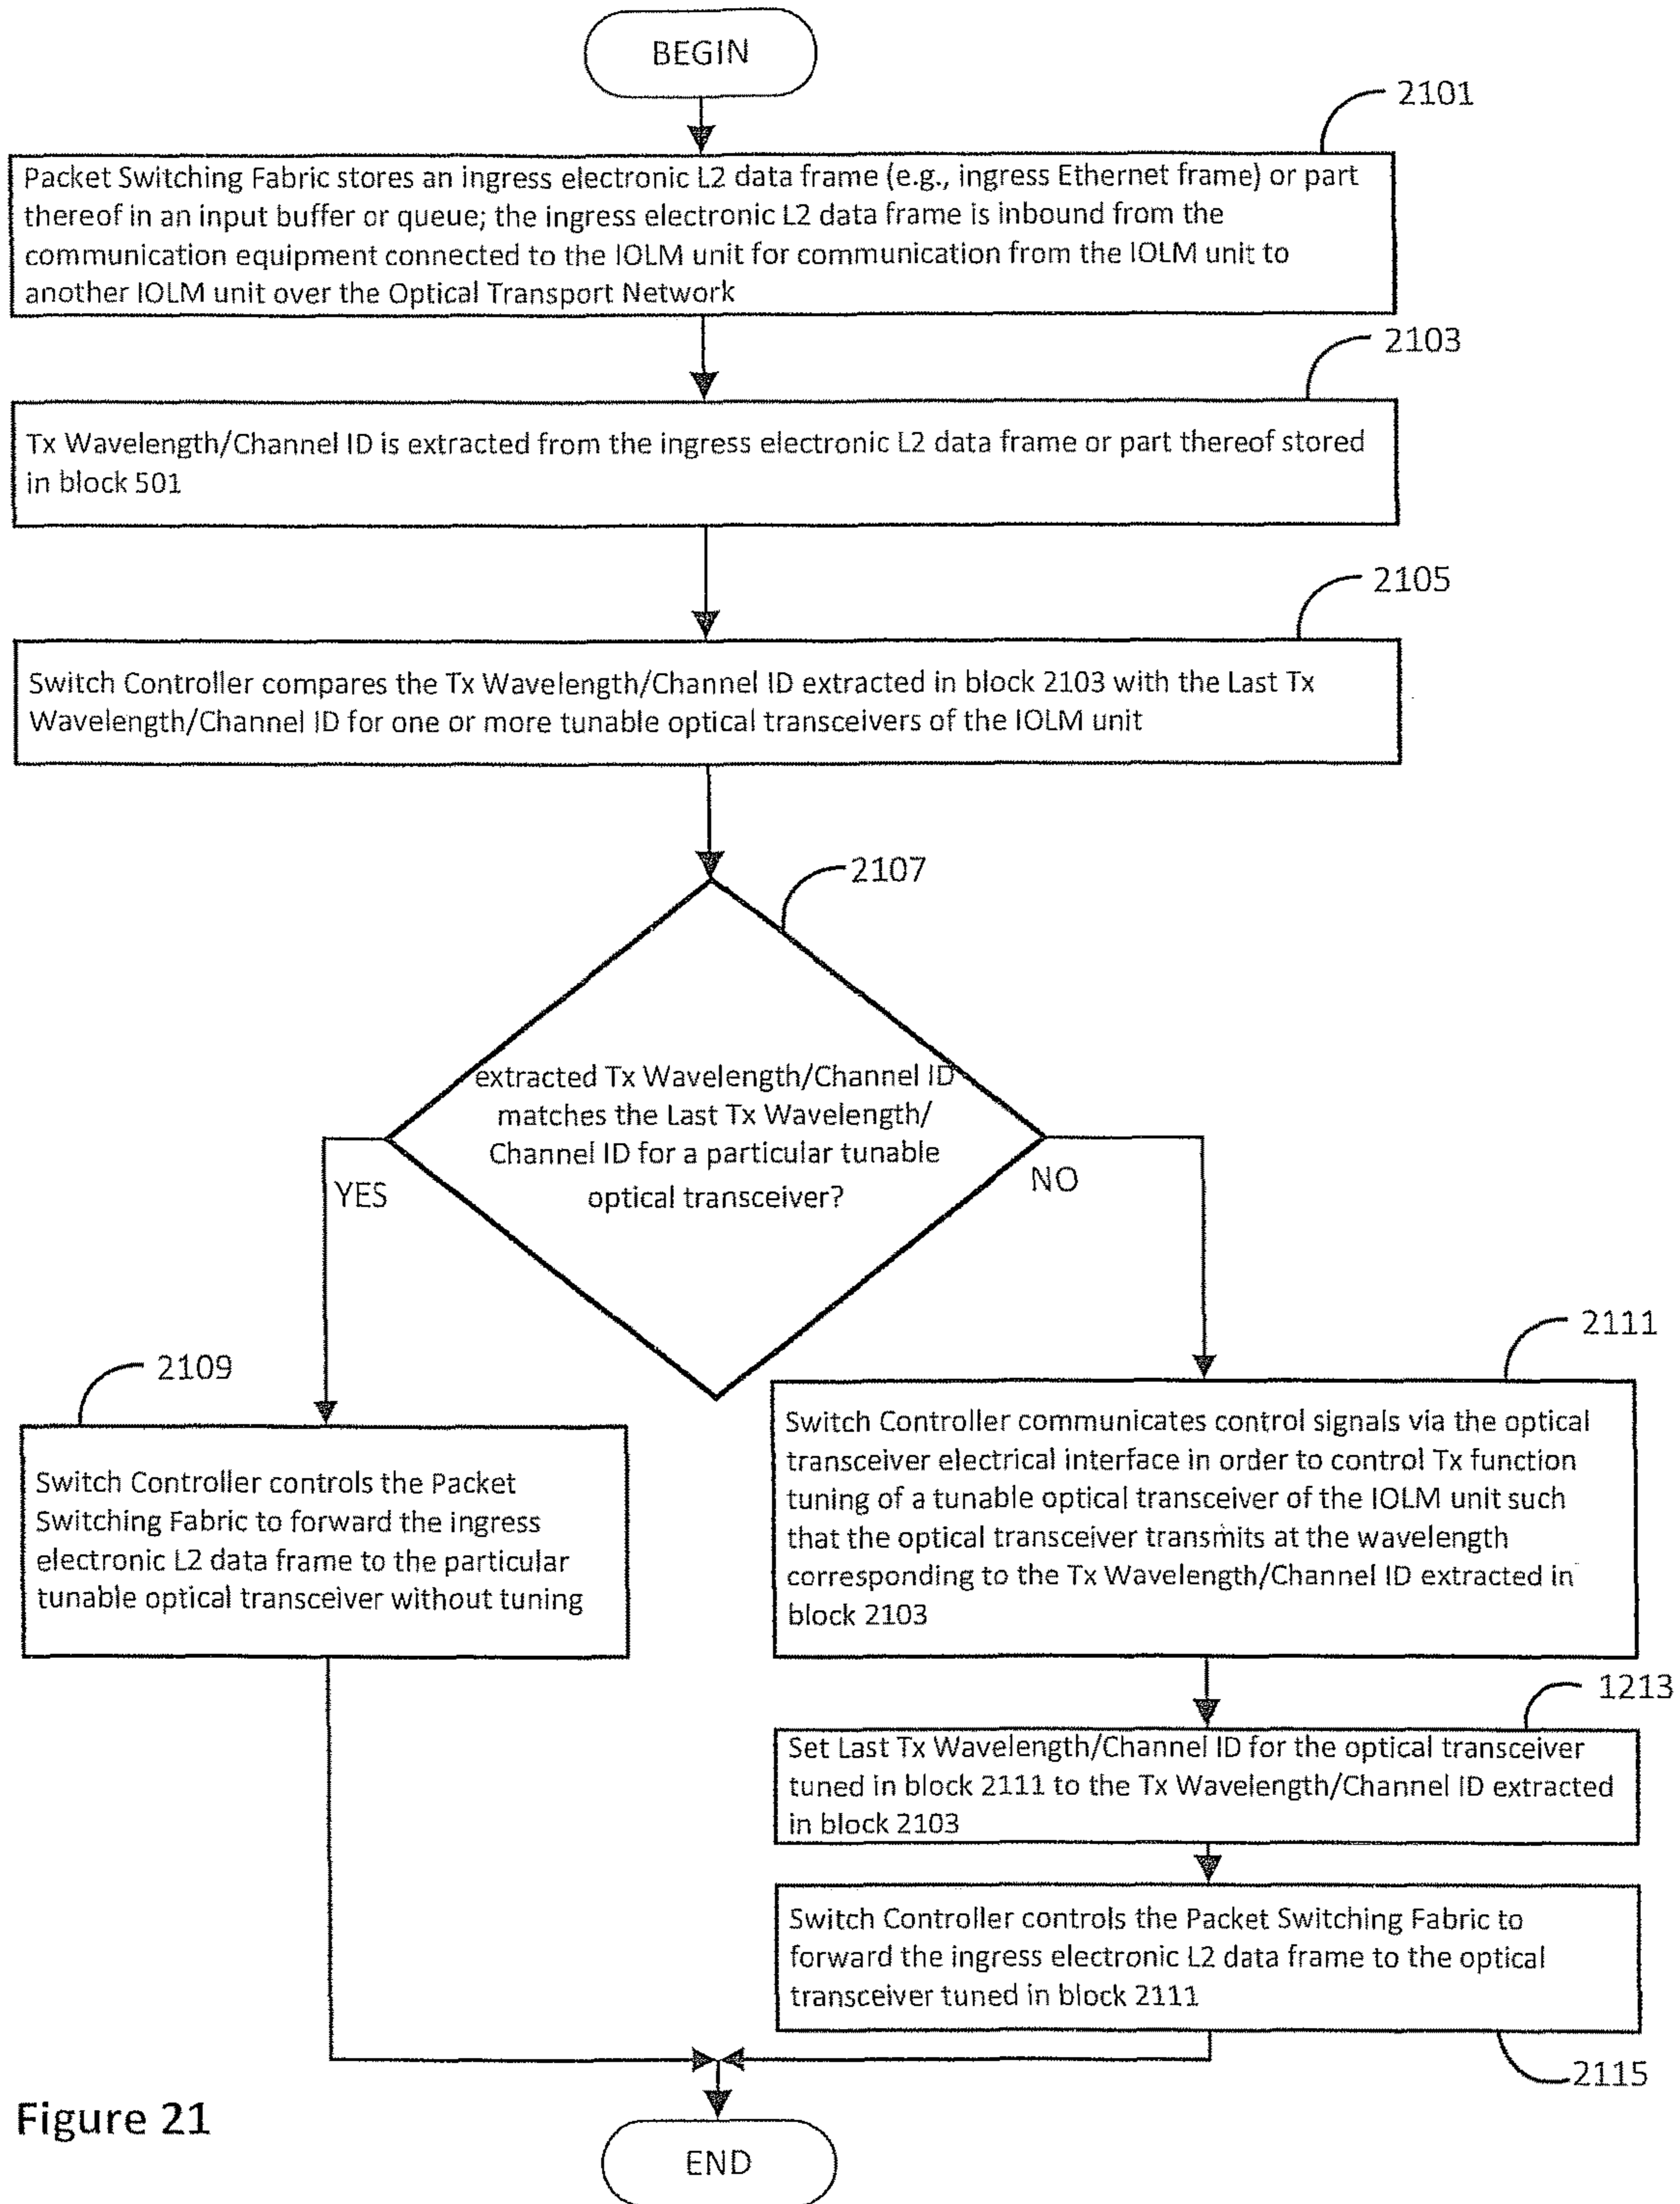 BEGIN
2101
Packet Switching Fabric stores an ingress electronic L2 data frame (e.g., ingress Ethernet frame) or part
thereof in an input buffer or queue; the ingress electronic L2 data frame is inbound from the
communication equipment connected to the IOLM unit for communication from the IOLM unit to
another IOLM unit over the Optical Transport Network
2103
Tx Wavelength/Channel ID is extracted from the ingress electronic L2 data frame or part thereof stored
in block 501
2105
Switch Controller compares the Tx Wavelength/Channel ID extracted in block 2103 with the Last Tx
Wavelength/Channel ID for one or more tunable optical transceivers of the IOLM unit
2107
extracted Tx Wavelength/Channel ID
matches the Last Tx Wavelength/
Channel ID for a particular tunable
optical transceiver?
YES
NO
2109
Switch Controller controls the Packet
Switching Fabric to forward the ingress
electronic L2 data frame to the particular
tunable optical transceiver without tuning
2111
Switch Controller communicates control signals via the optical
transceiver electrical interface in order to control Tx function
tuning of a tunable optical transceiver of the IOLM unit such
that the optical transceiver transmits at the wavelength
corresponding to the Tx Wavelength/Channel ID extracted in
block 2103
1213
Set Last Tx Wavelength/Channel ID for the optical transceiver
tuned in block 2111 to the Tx Wavelength/Channel ID extracted
in block 2103
Switch Controller controls the Packet Switching Fabric to
forward the ingress electronic L2 data frame to the optical
transceiver tuned in block 2111
2115
Figure 21
END